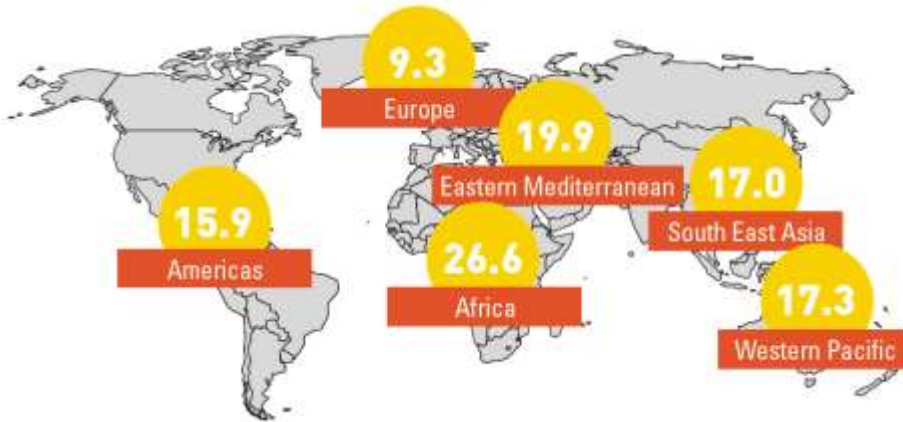 9.3
Europe
19.9
Eastern Mediterranean
17.0
South East Asia
15.9
Americas
26.6
Africa
17.3
Western Pacific